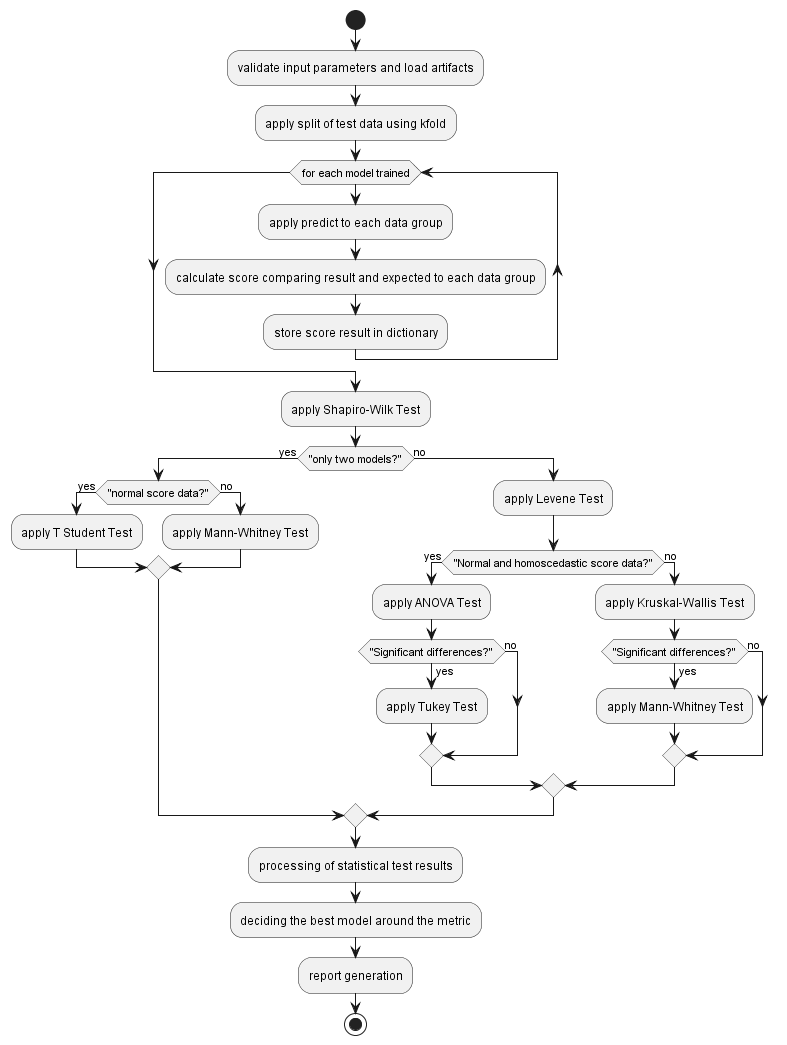 validate input parameters and load artifacts
apply split of test data using kfold
for each model trained
apply predict to each data group
calculate score comparing result and expected to each data group
store score result in dictionary
apply Shapiro-Wilk Test
yes
"only two models?"
no
yes
"normal score data?"
no
apply T Student Test
apply Mann-Whitney Test
apply Levene Test
yes
"Normal and homoscedastic score data?"
no
apply ANOVA Test
"Significant differences?"
no
yes
apply Tukey Test
apply Kruskal-Wallis Test
"Significant differences?"
no
yes
apply Mann-Whitney Test
processing of statistical test results
deciding the best model around the metric
report generation